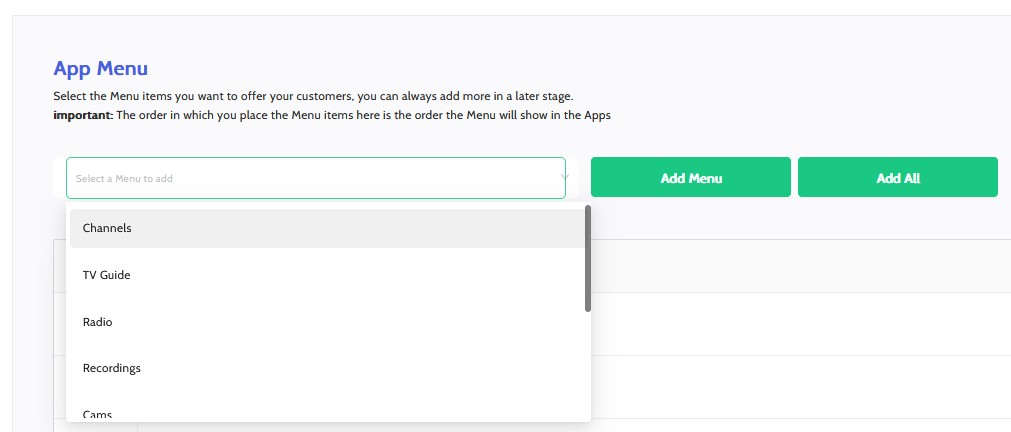 App Menu
Select the Menu items you want to offer your customers, you can always add more in a later stage.
important: The order in which you place the Menu items here is the order the Menu will show in the Apps
Select a Menu to add
Add Menu
Add All
Channels
TV Guide
Radio
Recordings
Cams